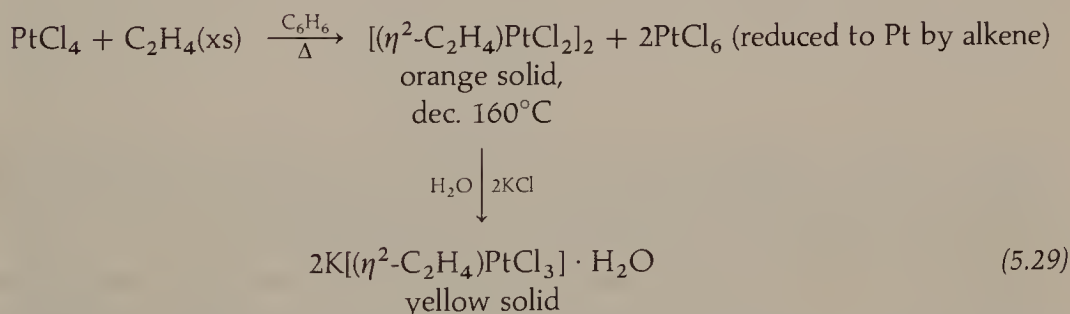 C₆H₆
PtCl₄ + C₂H₄(xs) ⟶ [(η²-C₂H₄)PtCl₂]₂ + 2PtCl₆ (reduced to Pt by alkene)
Δ
orange solid,
dec. 160°C
H₂O ↓ 2KCl
2K[(η²-C₂H₄)PtCl₃] · H₂O (5.29)
yellow solid